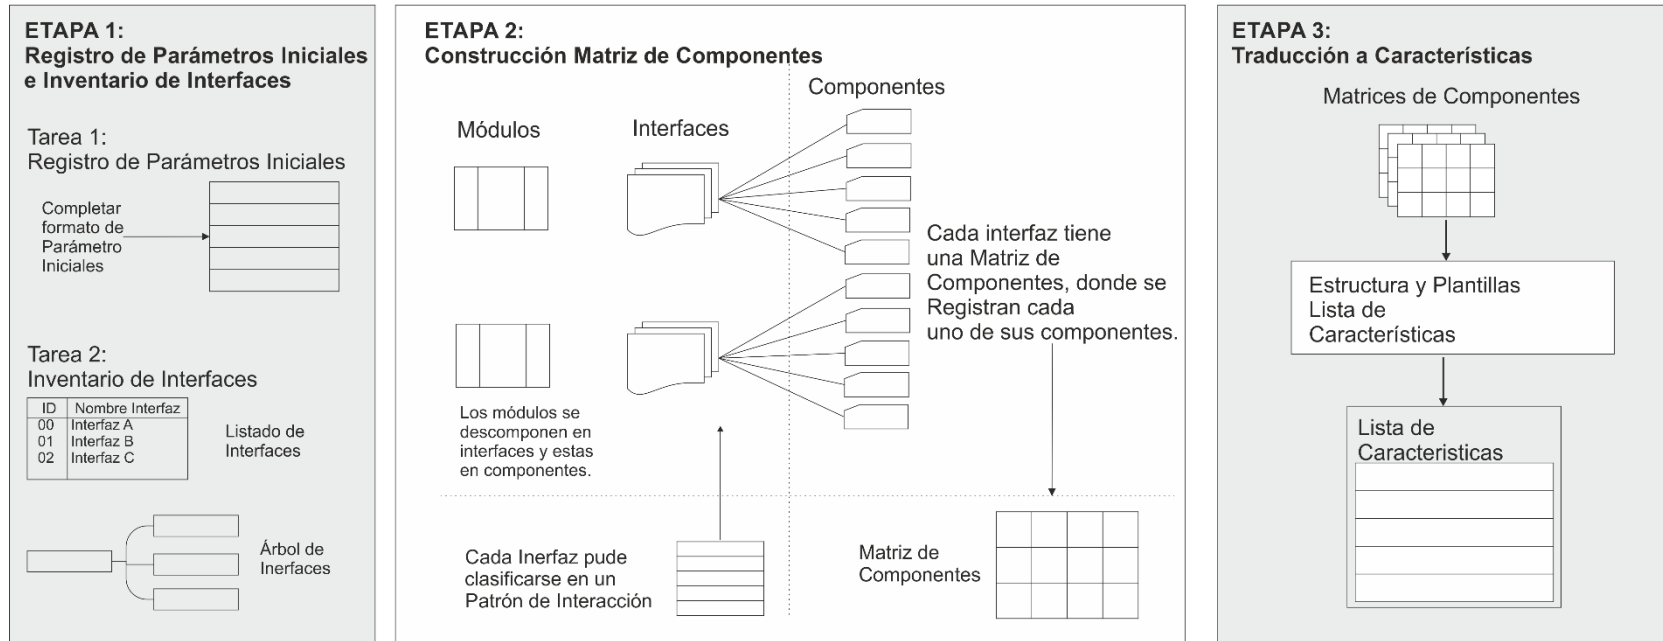 ETAPA 1:
Registro de Parámetros Iniciales
e Inventario de Interfaces
Tarea 1:
Registro de Parámetros Iniciales
Completar
formato de
Parámetro
Iniciales
Tarea 2:
Inventario de Interfaces
ID Nombre Interfaz
00 Interfaz A
01 Interfaz B
02 Interfaz C
Listado de
Interfaces
Árbol de
Inerfaces
ETAPA 2:
Construcción Matriz de Componentes
Módulos
Interfaces
Componentes
Los módulos se
descomponen en
interfaces y estas
en componentes.
Cada interfaz tiene
una Matriz de
Componentes, donde se
Registran cada
uno de sus componentes.
Cada Inerfaz pude
clasificarse en un
Patrón de Interacción
Matriz de
Componentes
ETAPA 3:
Traducción a Característícas
Matrices de Componentes
Estructura y Plantillas
Lista de
Característicias
Lista de
Caracteristicas